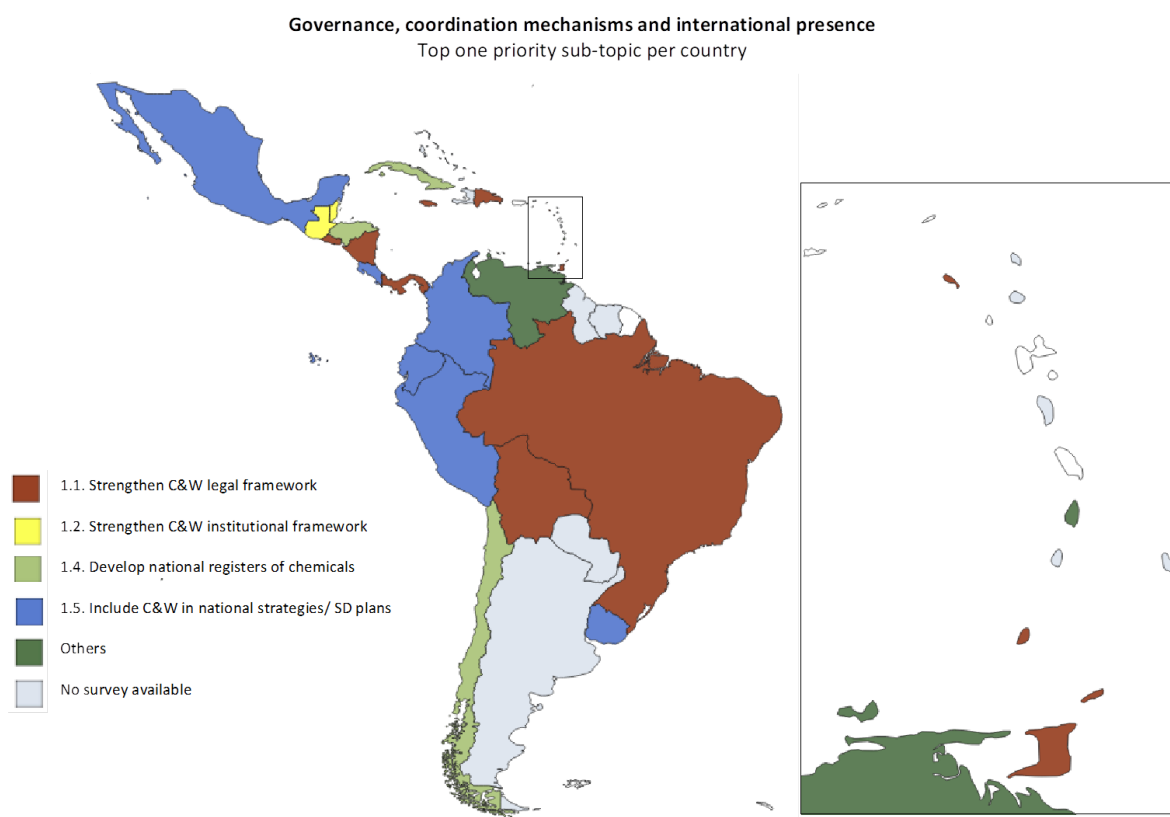 Governance, coordination mechanisms and international presence
Top one priority sub-topic per country
1.1. Strengthen C&W legal framework
1.2. Strengthen C&W institutional framework
1.4. Develop national registers of chemicals
1.5. Include C&W in national strategies/ SD plans
Others
No survey available